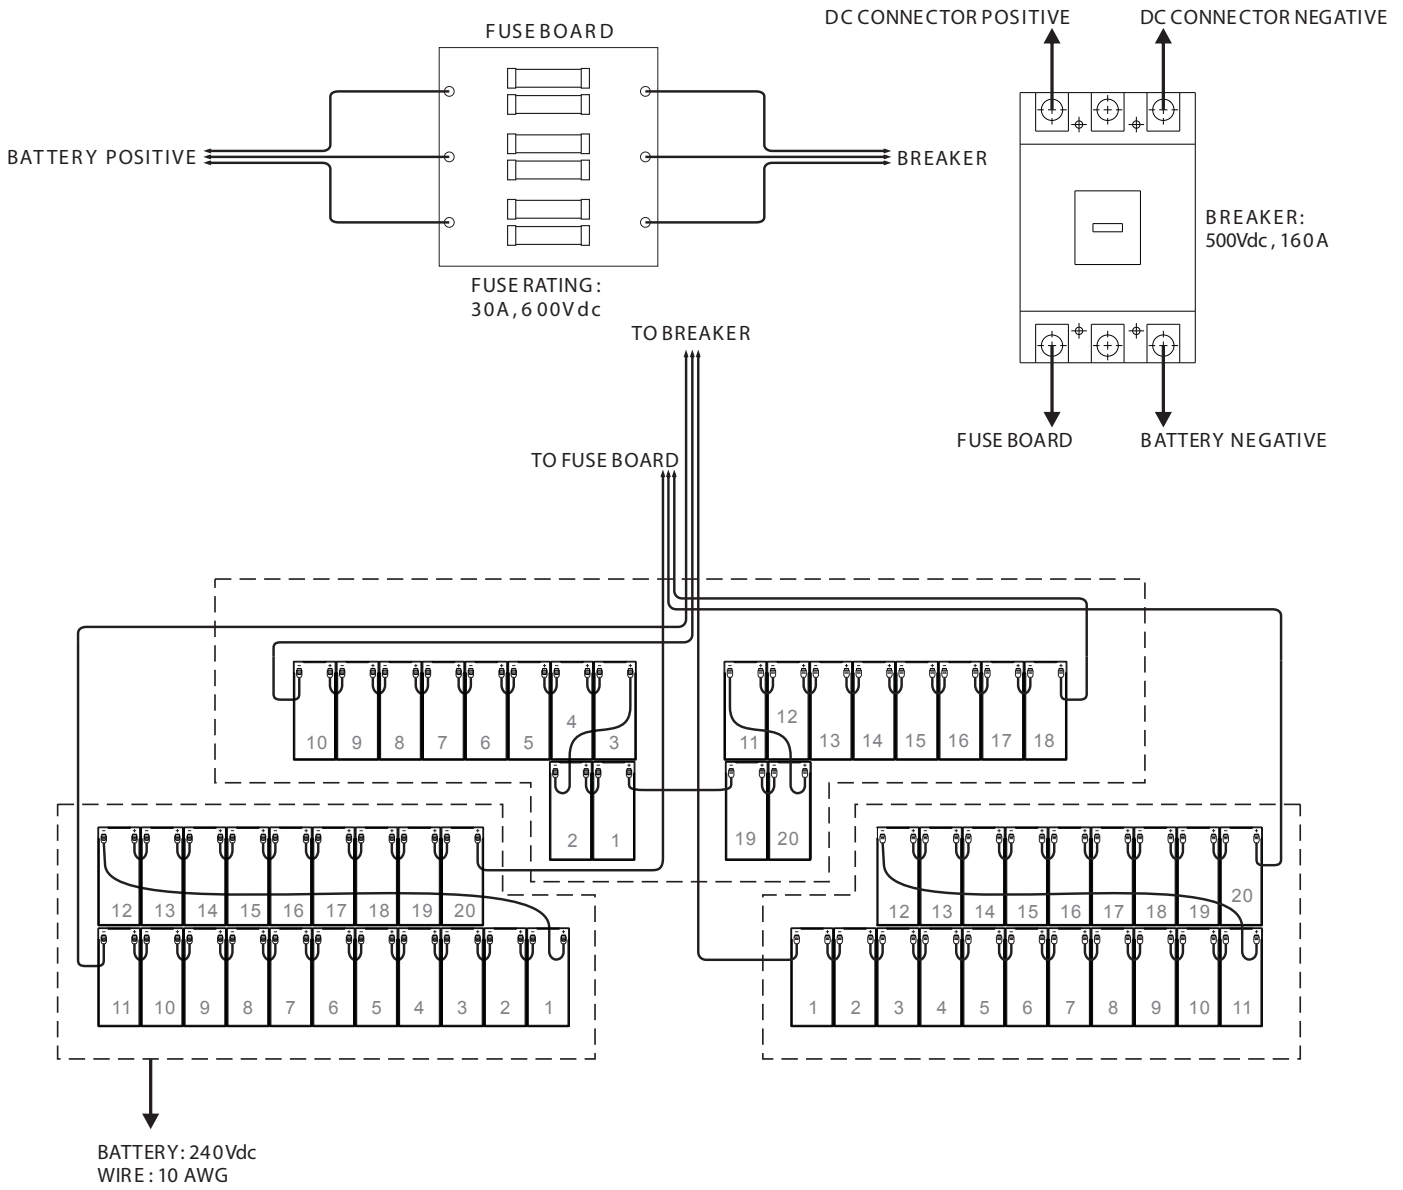 DC CONNECTOR POSITIVE
DC CONNECTOR NEGATIVE
FUSE BOARD
BATTERY POSITIVE
BREAKER
BREAKER:
500Vdc, 160A
FUSE RATING:
30A, 600Vdc
TO BREAKER
FUSE BOARD
BATTERY NEGATIVE
TO FUSE BOARD
10 9 8 7 6 5 4 3
11 12 13 14 15 16 17 18
2 1
19 20
12 13 14 15 16 17 18 19 20
12 13 14 15 16 17 18 19 20
11 10 9 8 7 6 5 4 3 2 1
1 2 3 4 5 6 7 8 9 10 11
BATTERY: 240Vdc
WIRE: 10 AWG